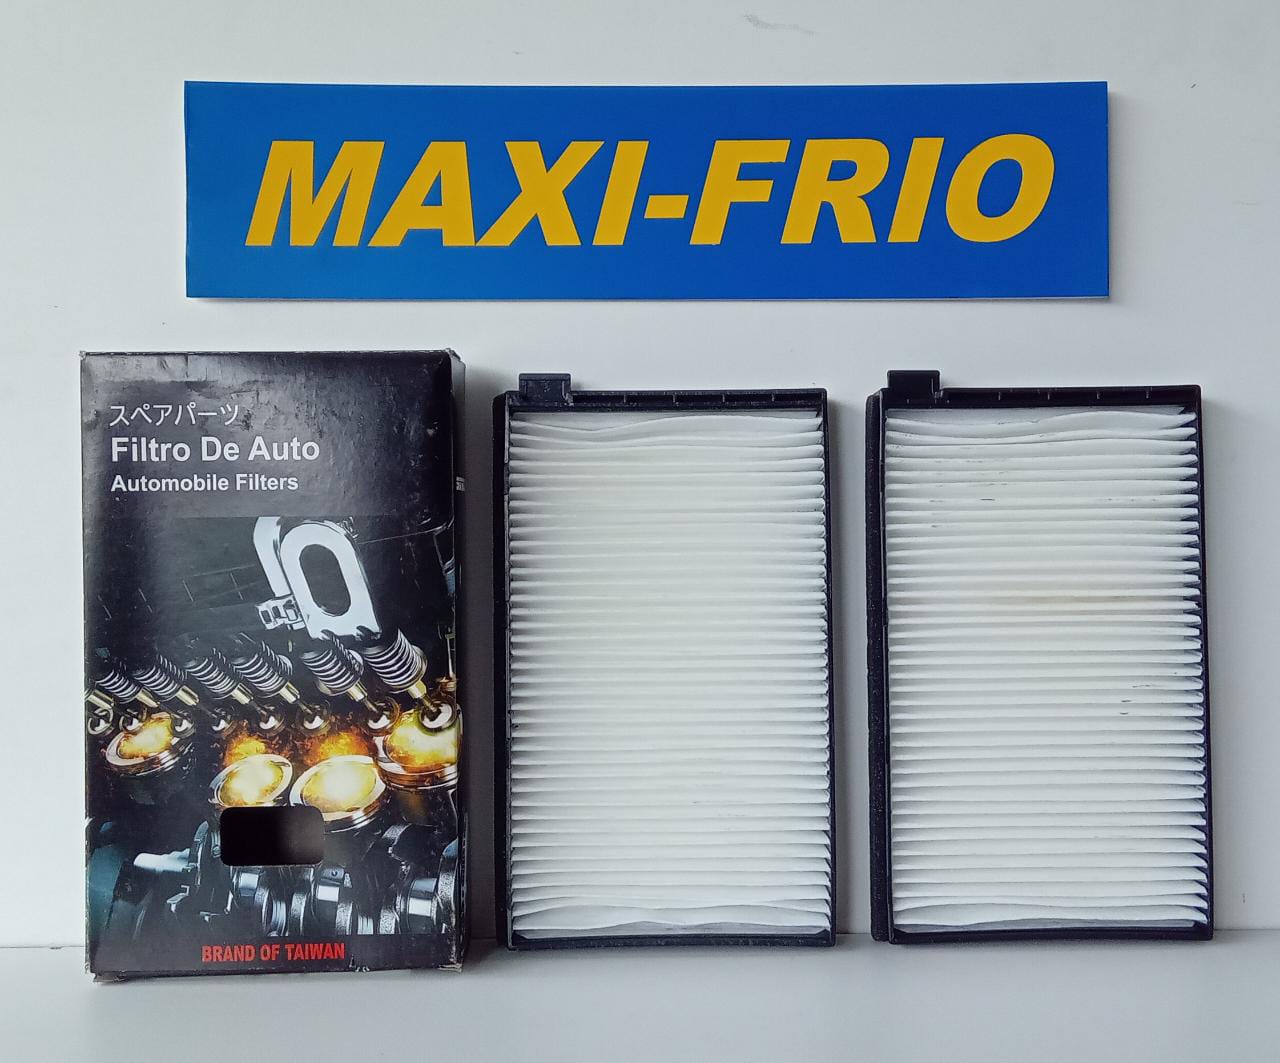 MAXI-FRIO
スペアパーツ
Filtro De Auto
Automobile Filters
BRAND OF TAIWAN